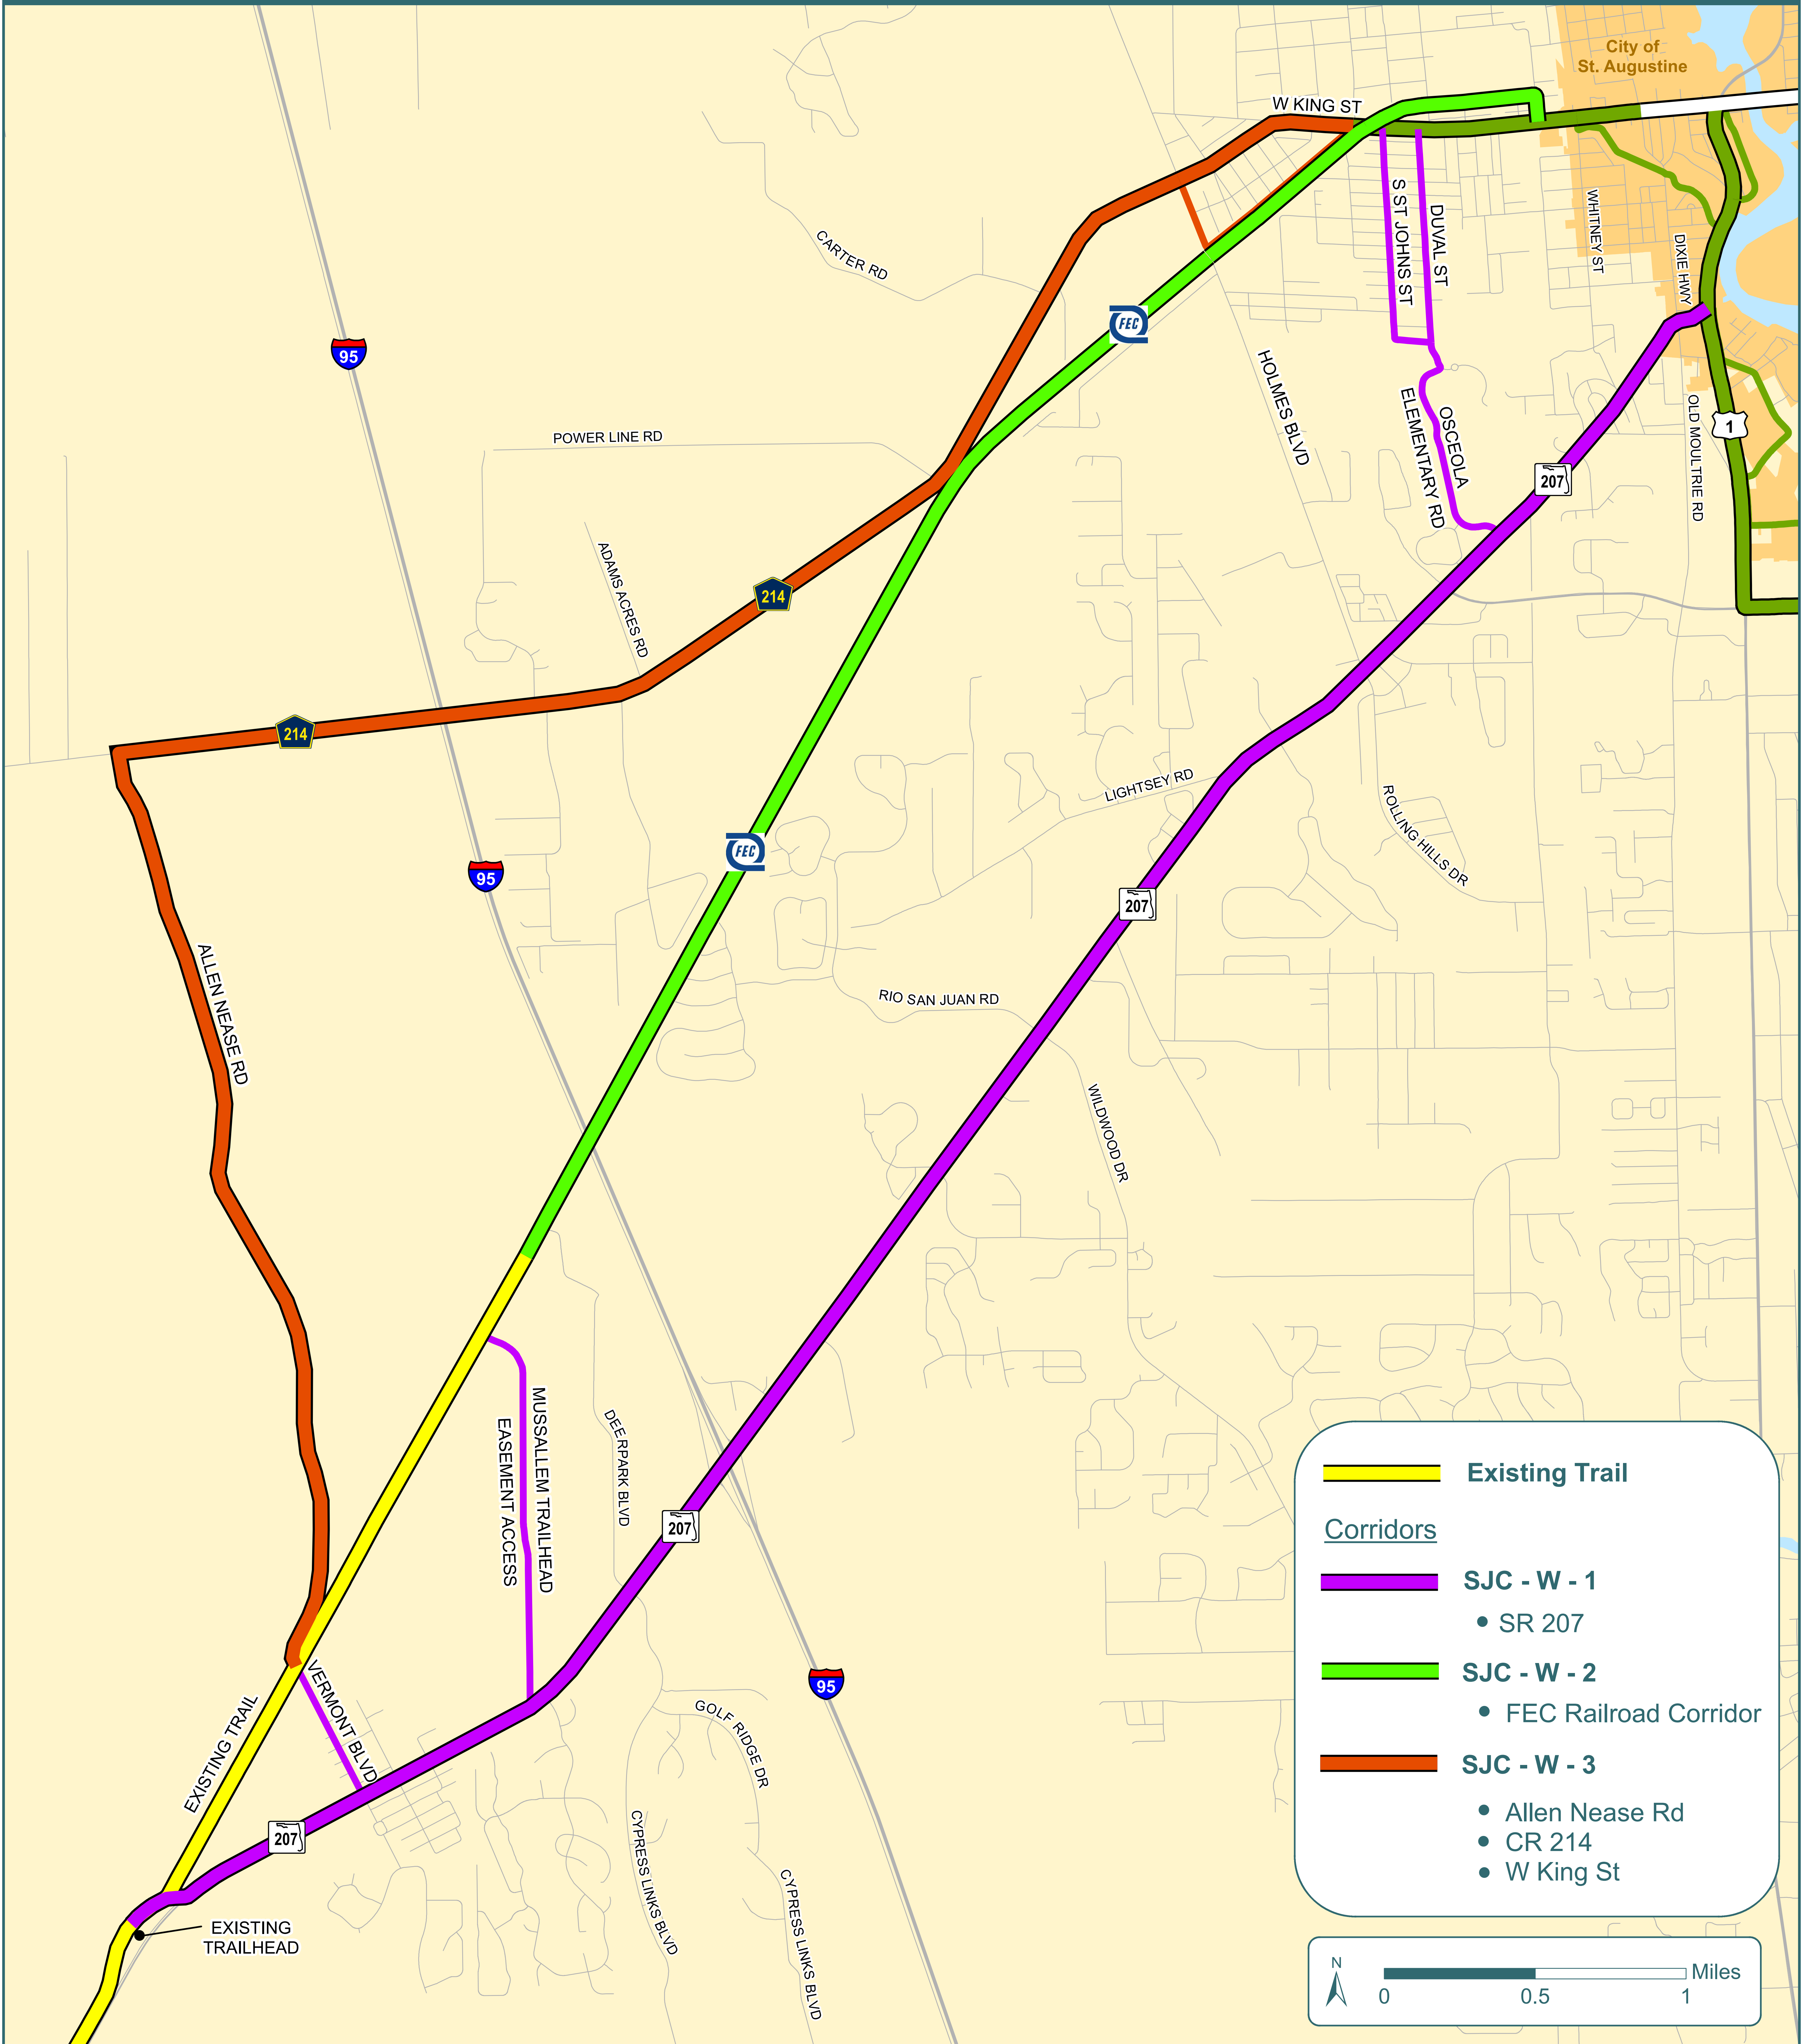 City of
St. Augustine
W KING ST
S ST JOHNS ST
DUVAL ST
WHITNEY ST
DIXIE HWY
CARTER RD
FEC
95
HOLMES BLVD
1
OLD MOULTRIE RD
OSCEOLA
ELEMENTARY RD
POWER LINE RD
207
ADAMS ACRES RD
214
214
LIGHTSEY RD
ROLLING HILLS DR
FEC
95
207
ALLEN NEASE RD
RIO SAN JUAN RD
WILDWOOD DR
MUSSALLEM TRAILHEAD
EASEMENT ACCESS
DEERPARK BLVD
207
95
VERMONT BLVD
EXISTING TRAIL
GOLF RIDGE DR
207
CYPRESS LINKS BLVD
CYPRESS LINKS BLVD
EXISTING
TRAILHEAD
Existing Trail
Corridors
SJC - W - 1
• SR 207
SJC - W - 2
• FEC Railroad Corridor
SJC - W - 3
• Allen Nease Rd
• CR 214
• W King St
N
Miles
0 0.5 1